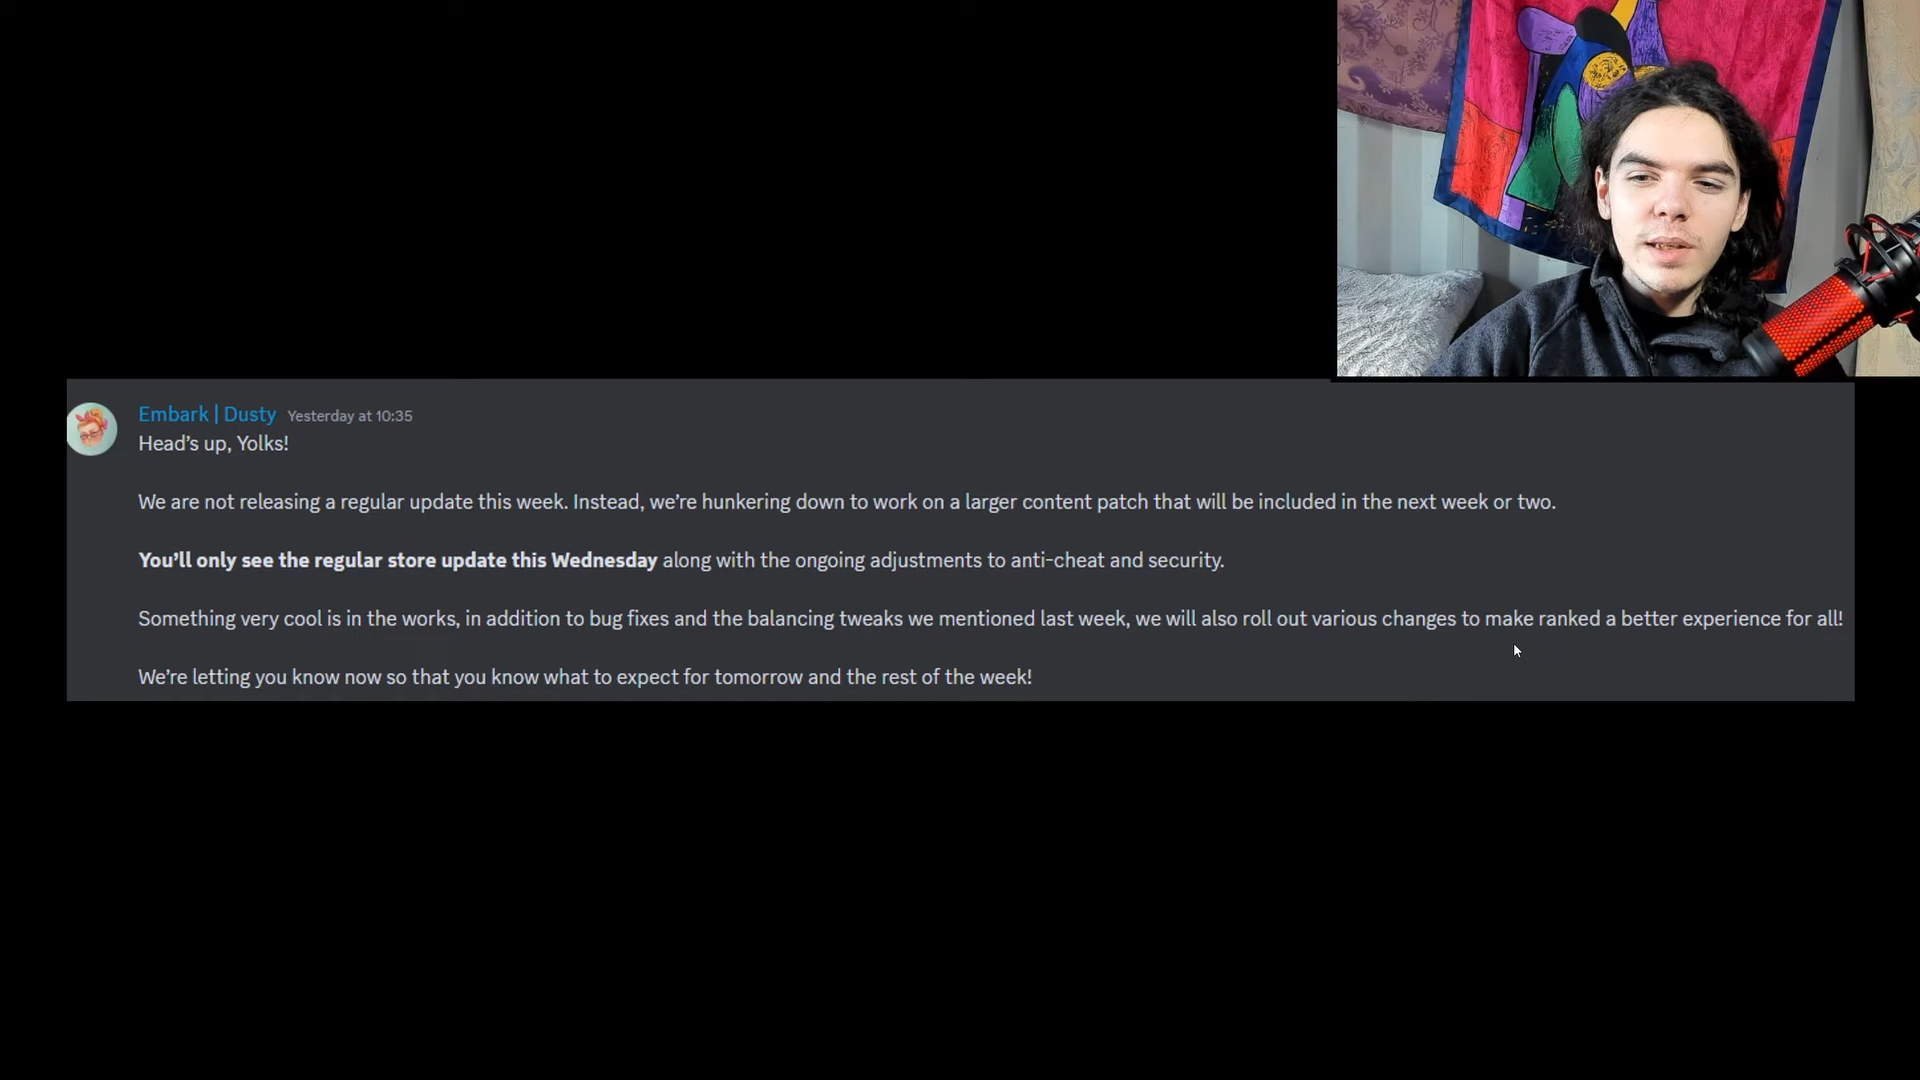 Embark | Dusty Yesterday at 10:35
Head’s up, Yolks!
We are not releasing a regular update this week. Instead, we’re hunkering down to work on a larger content patch that will be included in the next week or two.
You’ll only see the regular store update this Wednesday along with the ongoing adjustments to anti-cheat and security.
Something very cool is in the works, in addition to bug fixes and the balancing tweaks we mentioned last week, we will also roll out various changes to make ranked a better experience for all!
We’re letting you know now so that you know what to expect for tomorrow and the rest of the week!